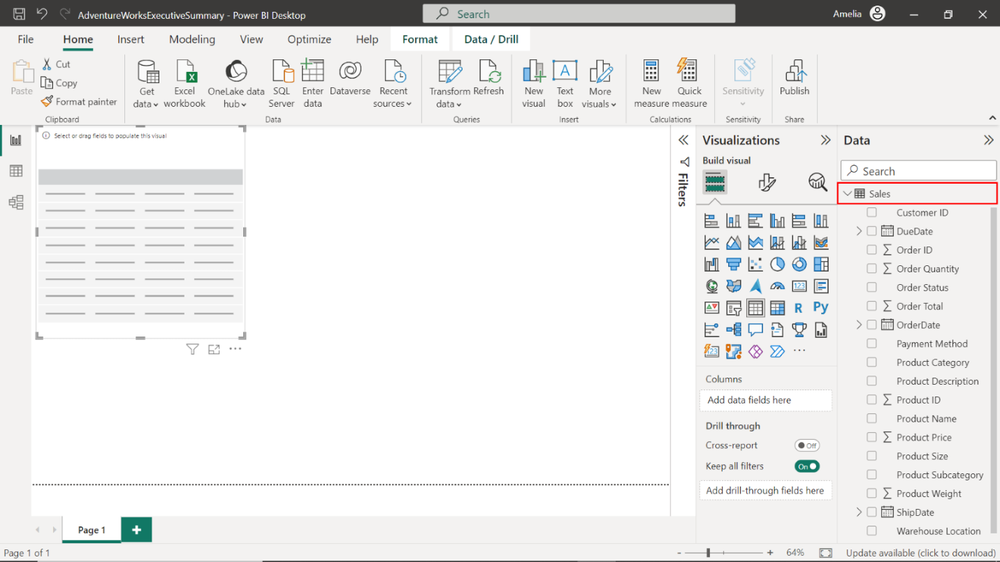 AdventureWorksExecutiveSummary - Power BI Desktop
Search
Amelia
File
Home
Insert
Modeling
View
Optimize
Help
Format
Data / Drill
Paste
Cut
Copy
Format painter
Clipboard
Get
data
Excel
workbook
OneLake data
hub
SQL
Server
Enter
data
Dataverse
Recent
sources
Data
Transform
data
Refresh
Queries
New
visual
A
Text
box
More
visuals
Insert
New
measure
Quick
measure
Calculations
Sensitivity
Sensitivity
Publish
Share
Select or drag fields to populate this visual
Filters
Visualizations
Build visual
123
R
Py
123
Columns
Add data fields here
Drill through
Cross-report
Off
Keep all filters
On
Add drill-through fields here
Data
Search
Sales
Customer ID
DueDate
∑ Order ID
∑ Order Quantity
Order Status
∑ Order Total
OrderDate
Payment Method
Product Category
Product Description
∑ Product ID
Product Name
∑ Product Price
Product Size
Product Subcategory
∑ Product Weight
ShipDate
Warehouse Location
Page 1
+
Page 1 of 1
- + 64%
Update available (click to download)